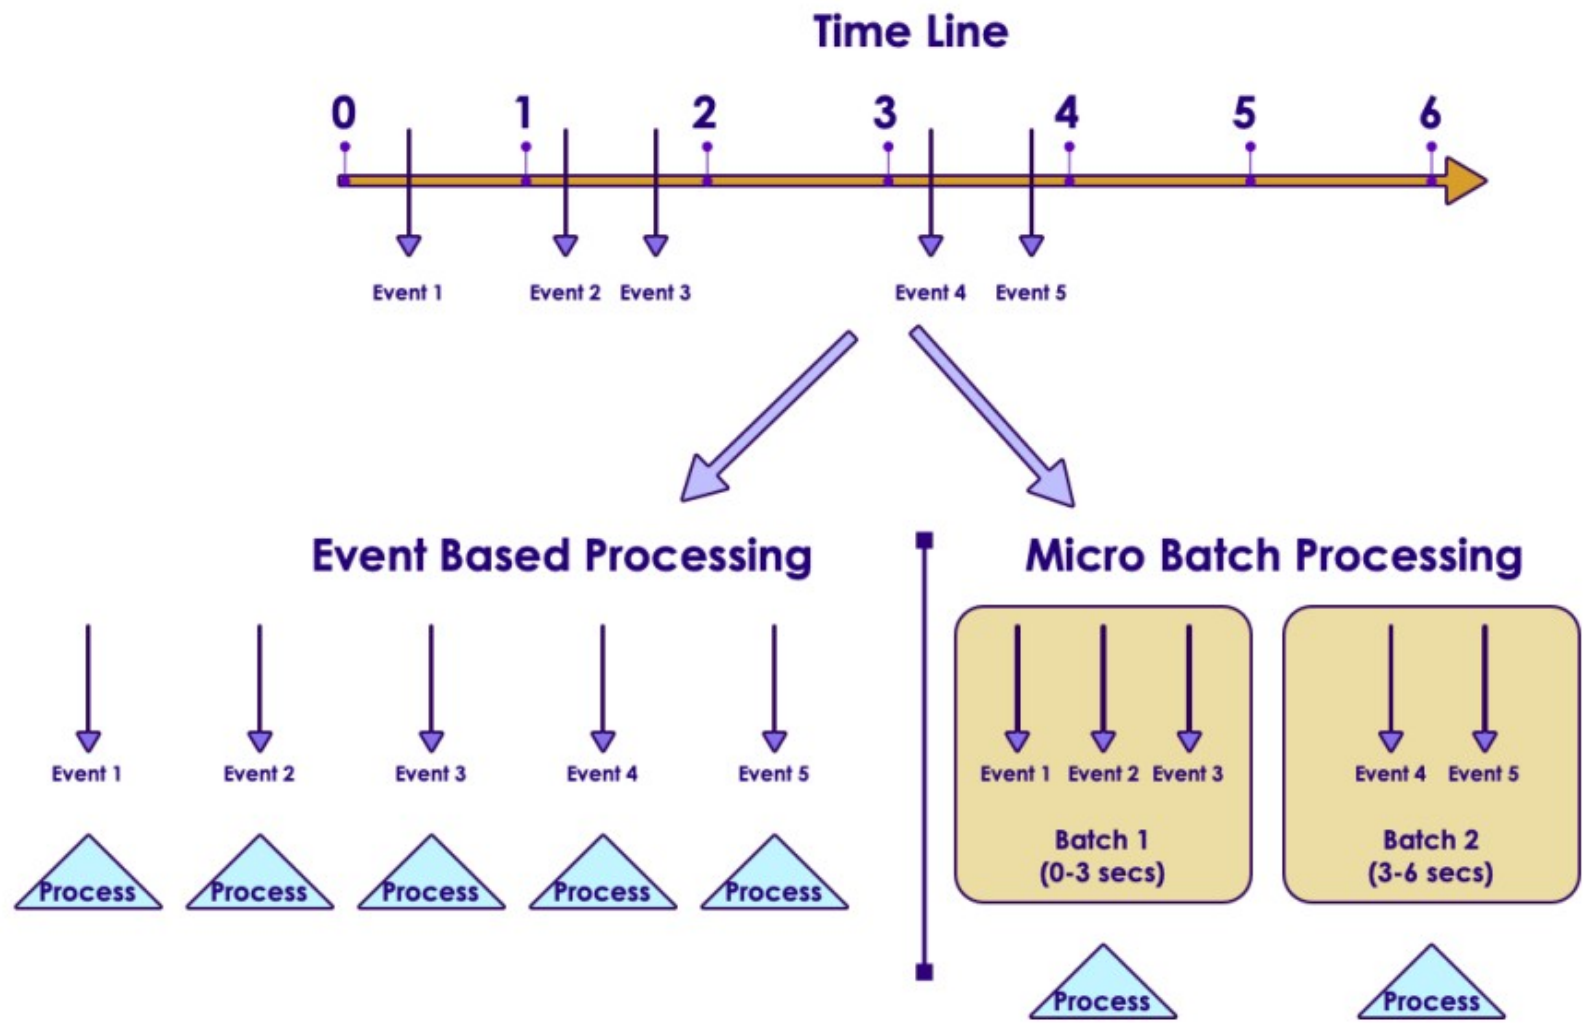 Time Line
0 1 2 3 4 5 6
Event 1 Event 2 Event 3 Event 4 Event 5
Event Based Processing
Event 1 Event 2 Event 3 Event 4 Event 5
Process Process Process Process Process
Micro Batch Processing
Event 1 Event 2 Event 3
Batch 1
(0-3 secs)
Event 4 Event 5
Batch 2
(3-6 secs)
Process Process